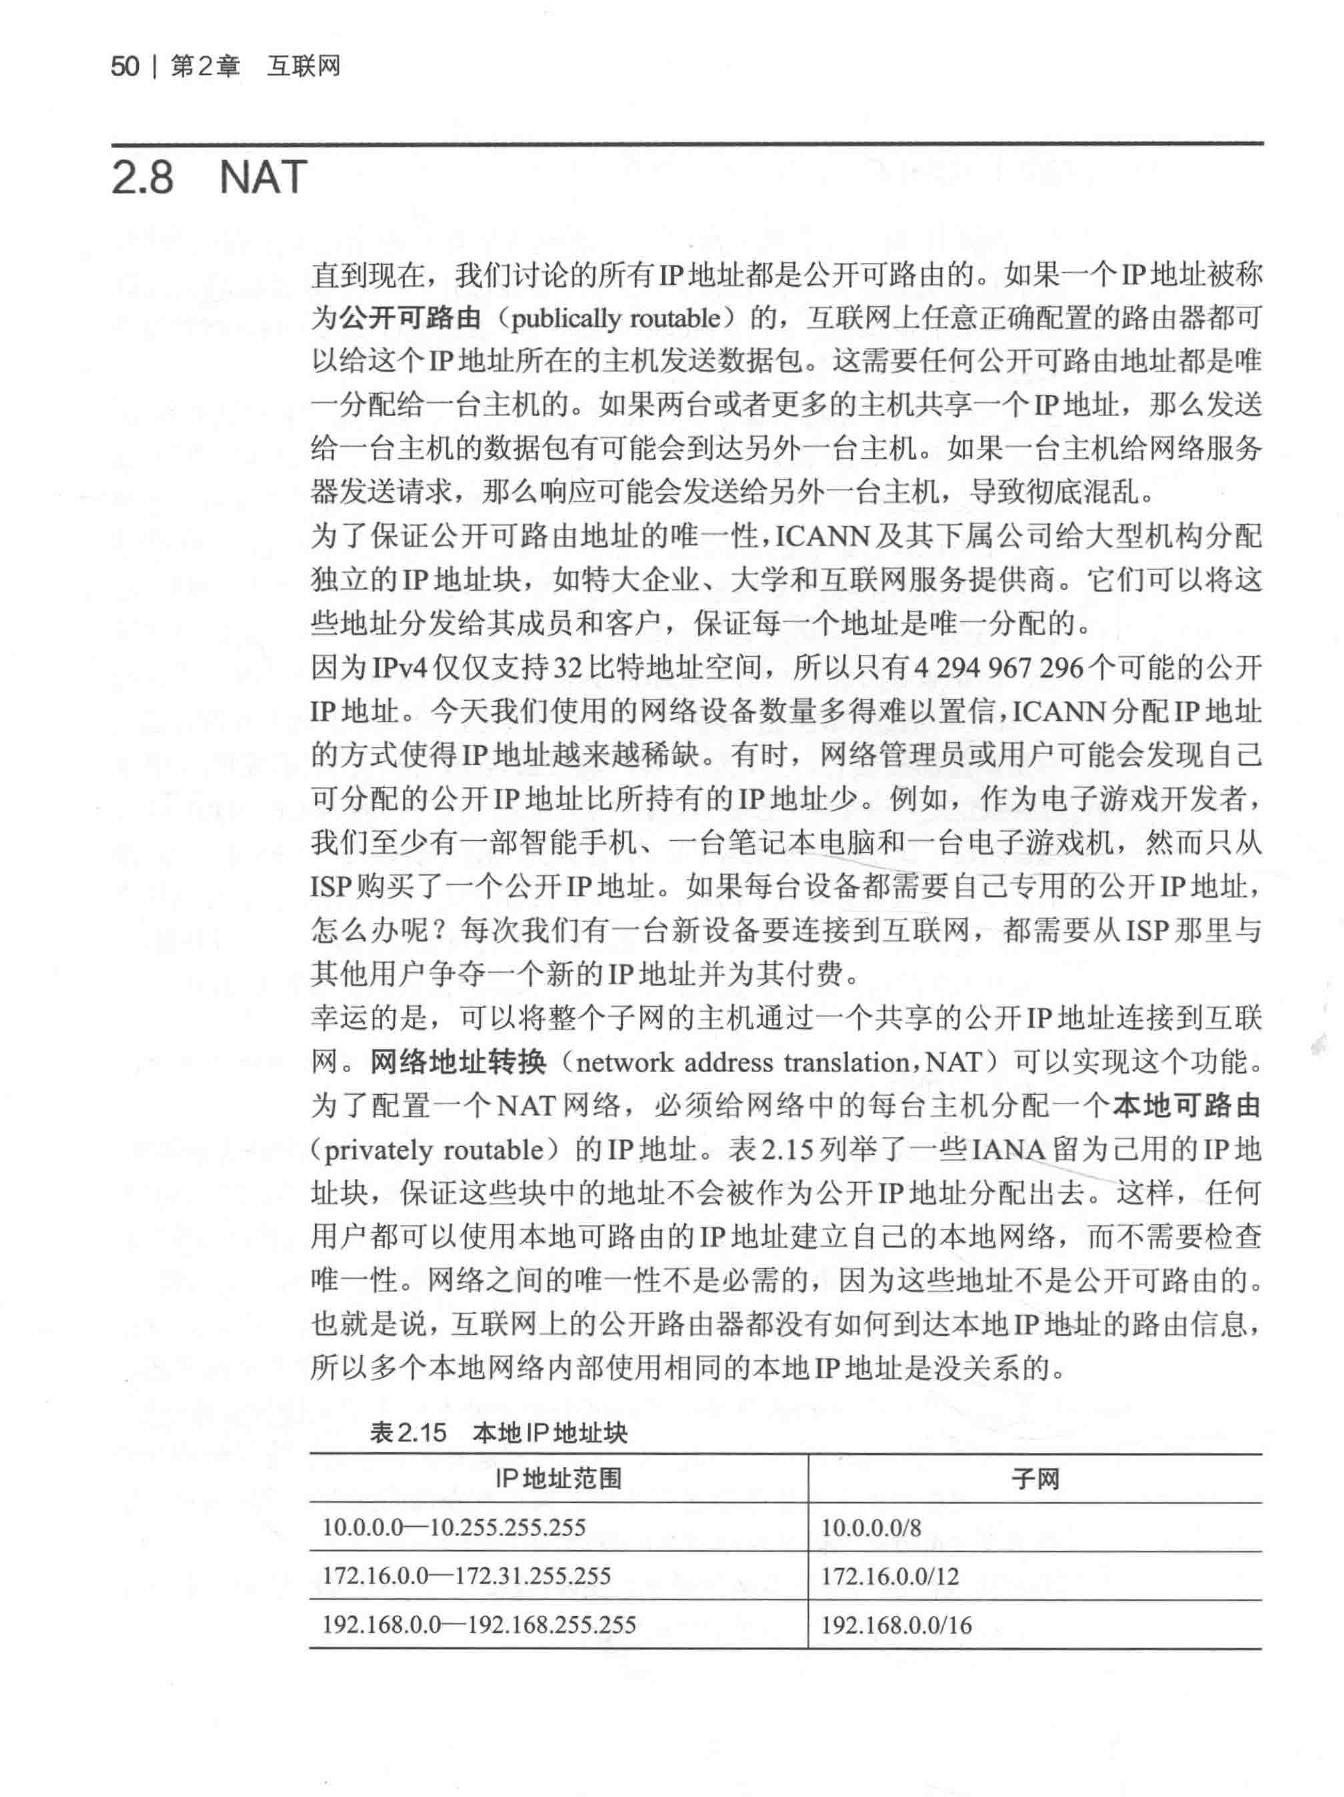 50 | 第2章 互联网
2.8 NAT
直到现在，我们讨论的所有IP地址都是公开可路由的。如果一个IP地址被称
为公开可路由（publically routable）的，互联网上任意正确配置的路由器都可
以给这个IP地址所在的主机发送数据包。这需要任何公开可路由地址都是唯
一分配给一台主机的。如果两台或者更多的主机共享一个IP地址，那么发送
给一台主机的数据包有可能会到达另外一台主机。如果一台主机给网络服务
器发送请求，那么响应可能会发送给另外一台主机，导致彻底混乱。
为了保证公开可路由地址的唯一性，ICANN及其下属公司给大型机构分配
独立的IP地址块，如特大企业、大学和互联网服务提供商。它们可以将这
些地址分发给其成员和客户，保证每一个地址是唯一分配的。
因为IPv4仅仅支持32比特地址空间，所以只有4 294 967 296个可能的公开
IP地址。今天我们使用的网络设备数量多得难以置信，ICANN分配IP地址
的方式使得IP地址越来越稀缺。有时，网络管理员或用户可能会发现自己
可分配的公开IP地址比所持有的IP地址少。例如，作为电子游戏开发者，
我们至少有一部智能手机、一台笔记本电脑和一台电子游戏机，然而只从
ISP购买了一个公开IP地址。如果每台设备都需要自己专用的公开IP地址，
怎么办呢？每次我们有一台新设备要连接到互联网，都需要从ISP那里与
其他用户争夺一个新的IP地址并为其付费。
幸运的是，可以将整个子网的主机通过一个共享的公开IP地址连接到互联
网。网络地址转换（network address translation，NAT）可以实现这个功能。
为了配置一个NAT网络，必须给网络中的每台主机分配一个本地可路由
（privately routable）的IP地址。表2.15列举了一些IANA留为己用的IP地
址块，保证这些块中的地址不会被作为公开IP地址分配出去。这样，任何
用户都可以使用本地可路由的IP地址建立自己的本地网络，而不需要检查
唯一性。网络之间的唯一性不是必需的，因为这些地址不是公开可路由的。
也就是说，互联网上的公开路由器都没有如何到达本地IP地址的路由信息，
所以多个本地网络内部使用相同的本地IP地址是没关系的。
表2.15 本地IP地址块
IP地址范围 子网
10.0.0.0—10.255.255.255 10.0.0.0/8
172.16.0.0—172.31.255.255 172.16.0.0/12
192.168.0.0—192.168.255.255 192.168.0.0/16